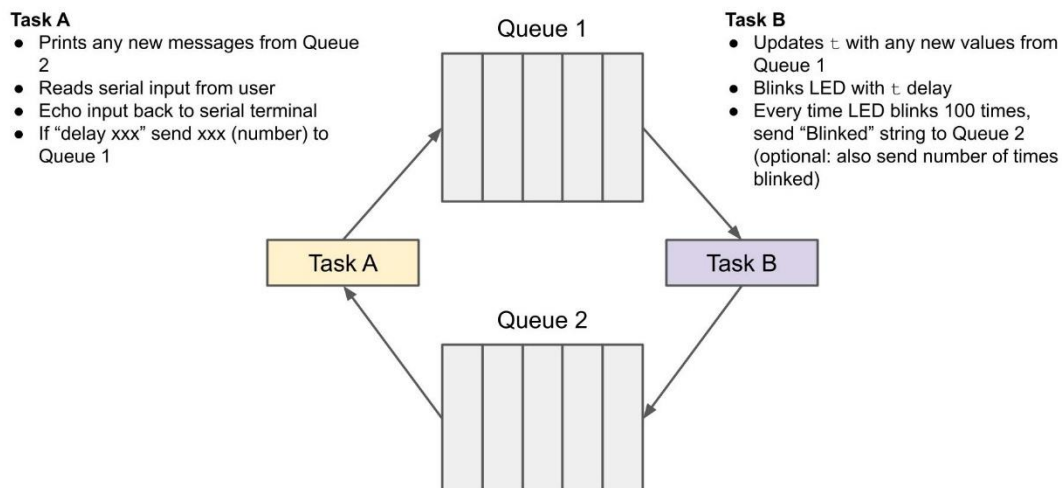 Task A
● Prints any new messages from Queue
2
● Reads serial input from user
● Echo input back to serial terminal
● If “delay xxx” send xxx (number) to
Queue 1
Queue 1
Task B
● Updates t with any new values from
Queue 1
● Blinks LED with t delay
● Every time LED blinks 100 times,
send “Blinked” string to Queue 2
(optional: also send number of times
blinked)
Task A
Task B
Queue 2